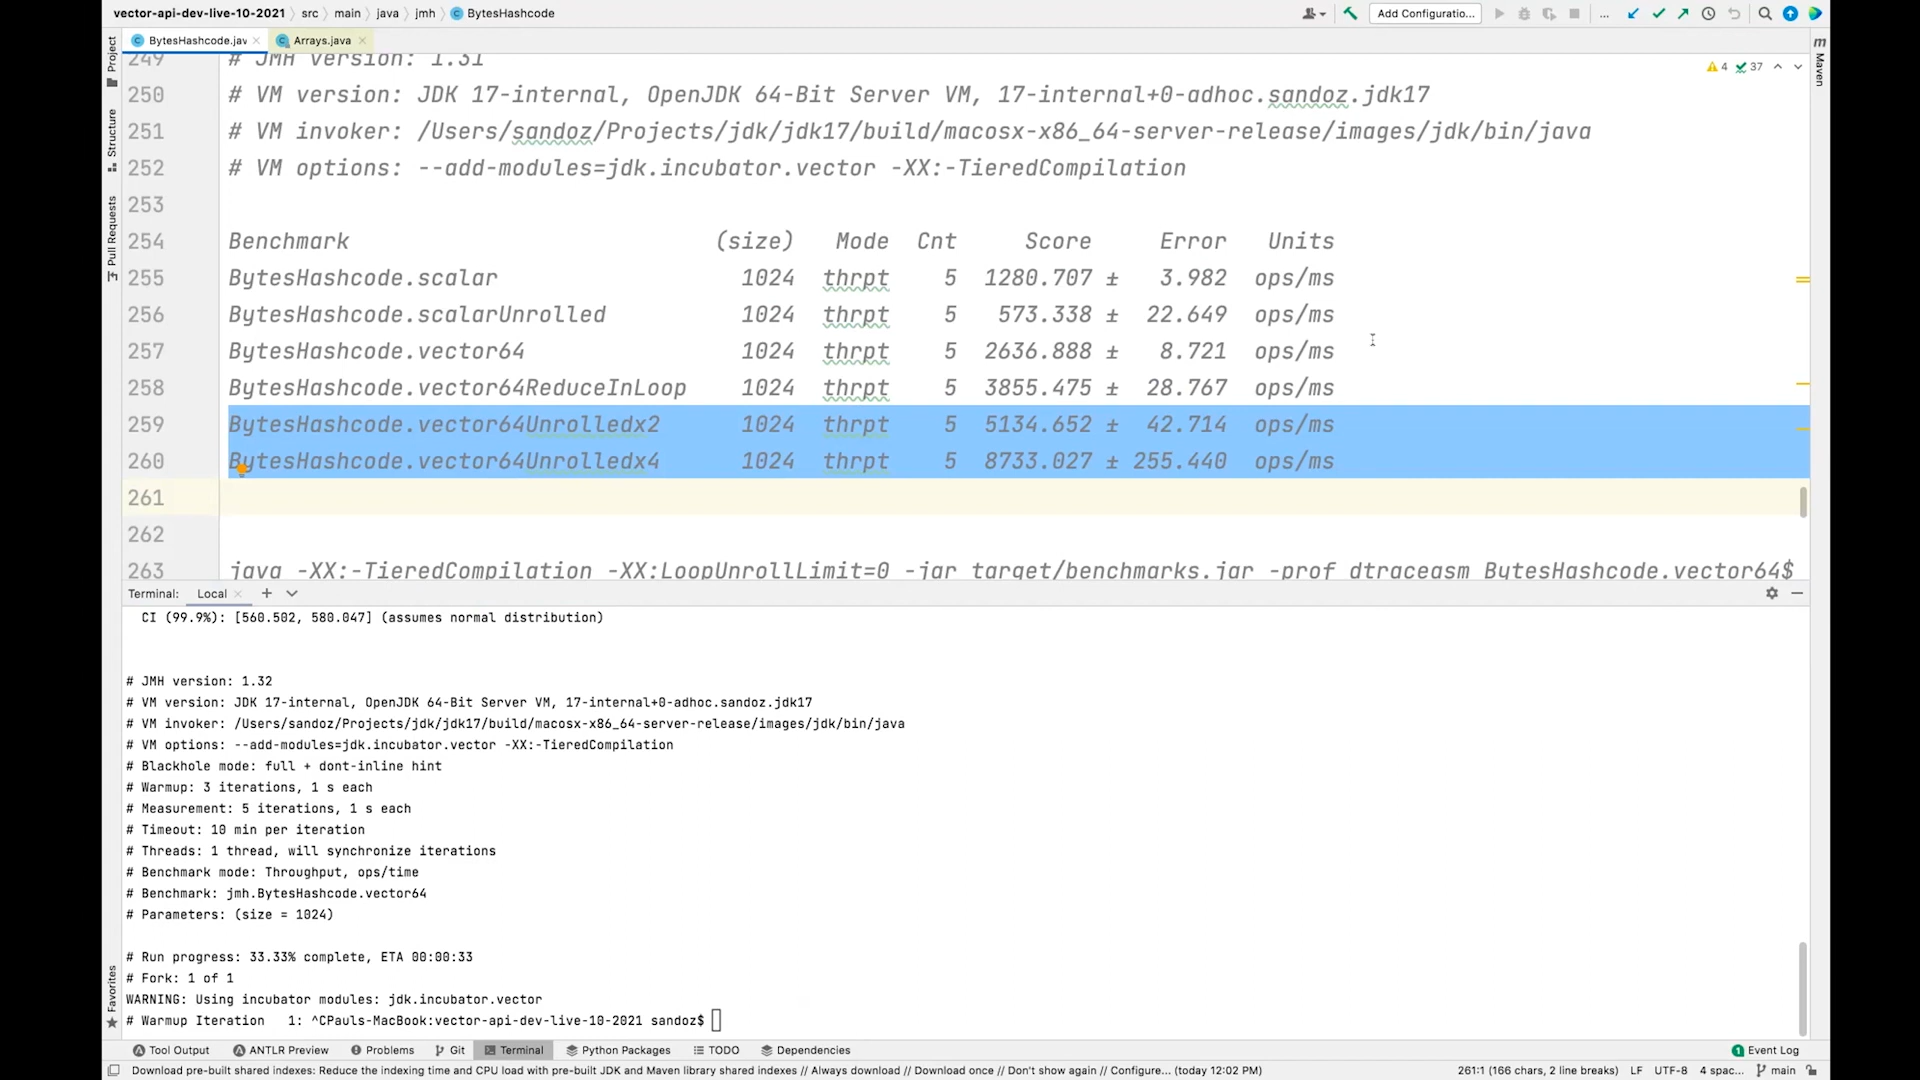 vector-api-dev-live-10-2021 〉 src 〉 main 〉 java 〉 jmh 〉 BytesHashcode
Add Configuratio...
BytesHashcode.jav
Arrays.java
Project
Structure
Pull Requests
Favorites
Maven
4 37
249 # JMH version: 1.31
250 # VM version: JDK 17-internal, OpenJDK 64-Bit Server VM, 17-internal+0-adhoc.sandoz.jdk17
251 # VM invoker: /Users/sandoz/Projects/jdk/jdk17/build/macosx-x86_64-server-release/images/jdk/bin/java
252 # VM options: --add-modules=jdk.incubator.vector -XX:-TieredCompilation
253
254 Benchmark (size) Mode Cnt Score Error Units
255 BytesHashcode.scalar 1024 thrpt 5 1280.707 ± 3.982 ops/ms
256 BytesHashcode.scalarUnrolled 1024 thrpt 5 573.338 ± 22.649 ops/ms
257 BytesHashcode.vector64 1024 thrpt 5 2636.888 ± 8.721 ops/ms
258 BytesHashcode.vector64ReduceInLoop 1024 thrpt 5 3855.475 ± 28.767 ops/ms
259 BytesHashcode.vector64Unrolledx2 1024 thrpt 5 5134.652 ± 42.714 ops/ms
260 BytesHashcode.vector64Unrolledx4 1024 thrpt 5 8733.027 ± 255.440 ops/ms
261
262
263 java -XX:-TieredCompilation -XX:LoopUnrollLimit=0 -jar target/benchmarks.jar -prof dtraceasm BytesHashcode.vector64$
Terminal: Local
CI (99.9%): [560.502, 580.047] (assumes normal distribution)
# JMH version: 1.32
# VM version: JDK 17-internal, OpenJDK 64-Bit Server VM, 17-internal+0-adhoc.sandoz.jdk17
# VM invoker: /Users/sandoz/Projects/jdk/jdk17/build/macosx-x86_64-server-release/images/jdk/bin/java
# VM options: --add-modules=jdk.incubator.vector -XX:-TieredCompilation
# Blackhole mode: full + dont-inline hint
# Warmup: 3 iterations, 1 s each
# Measurement: 5 iterations, 1 s each
# Timeout: 10 min per iteration
# Threads: 1 thread, will synchronize iterations
# Benchmark mode: Throughput, ops/time
# Benchmark: jmh.BytesHashcode.vector64
# Parameters: (size = 1024)
# Run progress: 33.33% complete, ETA 00:00:33
# Fork: 1 of 1
WARNING: Using incubator modules: jdk.incubator.vector
# Warmup Iteration 1: ^CPauls-MacBook:vector-api-dev-live-10-2021 sandoz$
Tool Output ANTLR Preview Problems Git Terminal Python Packages TODO Dependencies 1 Event Log
Download pre-built shared indexes: Reduce the indexing time and CPU load with pre-built JDK and Maven library shared indexes // Always download // Download once // Don't show again // Configure... (today 12:02 PM) 261:1 (166 chars, 2 line breaks) LF UTF-8 4 spac... main